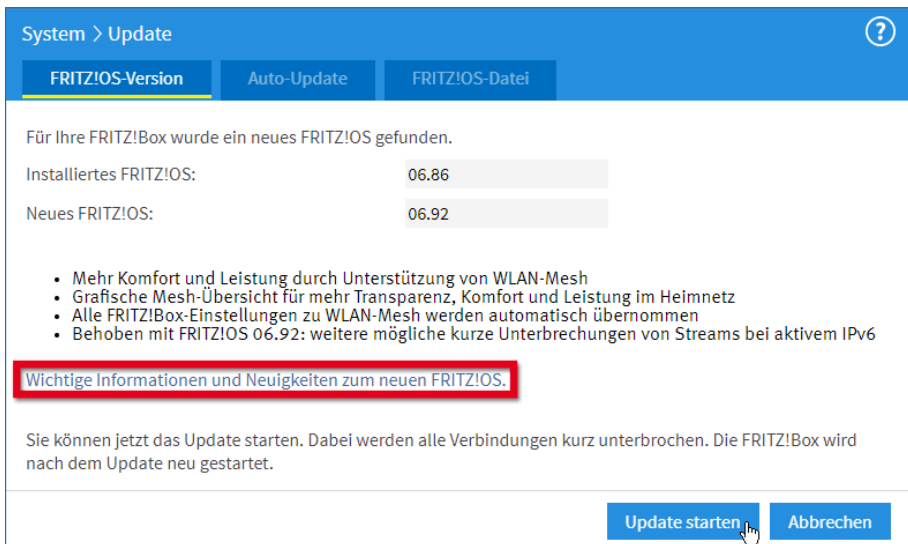 System > Update
?
FRITZ!OS-Version
Auto-Update
FRITZ!OS-Datei
Für Ihre FRITZ!Box wurde ein neues FRITZ!OS gefunden.
Installiertes FRITZ!OS: 06.86
Neues FRITZ!OS: 06.92
• Mehr Komfort und Leistung durch Unterstützung von WLAN-Mesh
• Grafische Mesh-Übersicht für mehr Transparenz, Komfort und Leistung im Heimnetz
• Alle FRITZ!Box-Einstellungen zu WLAN-Mesh werden automatisch übernommen
• Behoben mit FRITZ!OS 06.92: weitere mögliche kurze Unterbrechungen von Streams bei aktivem IPv6
Wichtige Informationen und Neuigkeiten zum neuen FRITZ!OS.
Sie können jetzt das Update starten. Dabei werden alle Verbindungen kurz unterbrochen. Die FRITZ!Box wird
nach dem Update neu gestartet.
Update starten
Abbrechen